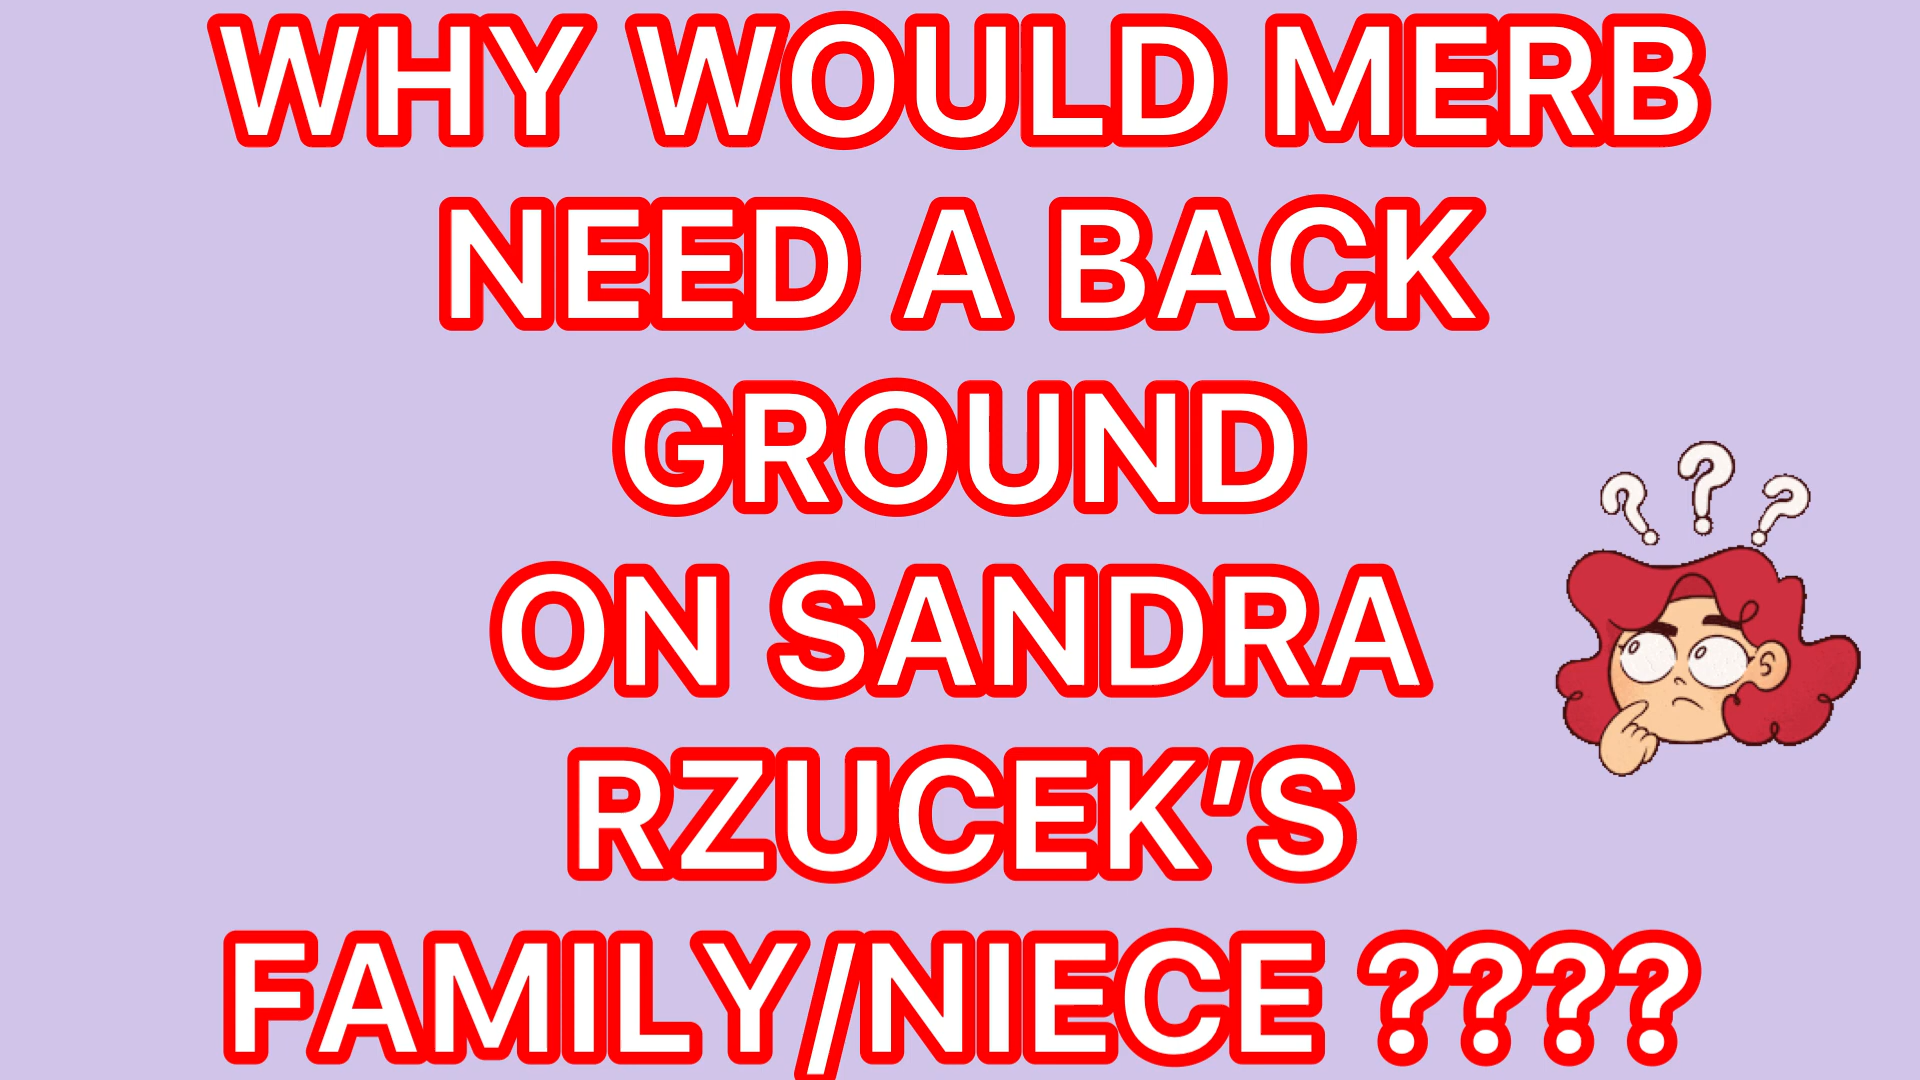 WHY WOULD MERB
NEED A BACK
GROUND
ON SANDRA
RZUCEK'S
FAMILY/NIECE ????
? ? ?